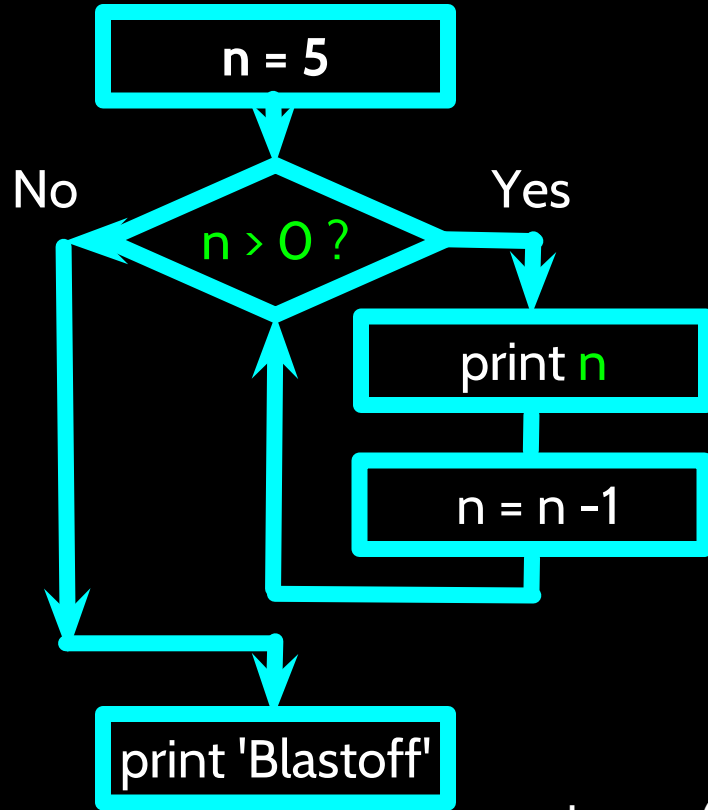 n = 5
No
Yes
n > 0 ?
print n
n = n -1
print 'Blastoff'